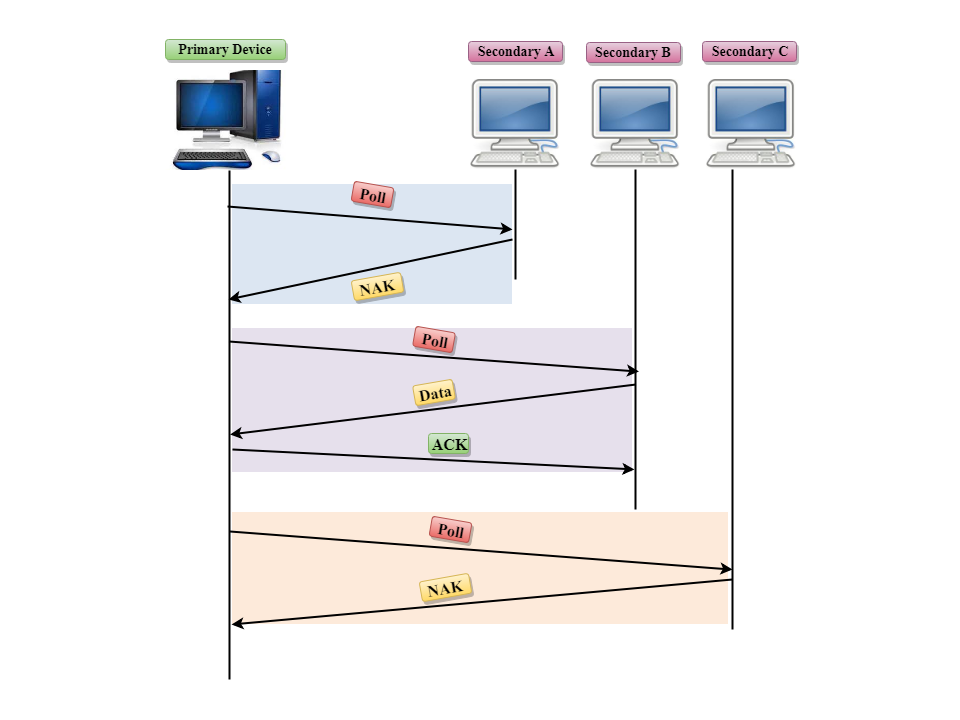 Primary Device
Secondary A
Secondary B
Secondary C
Poll
NAK
Poll
Data
ACK
Poll
NAK